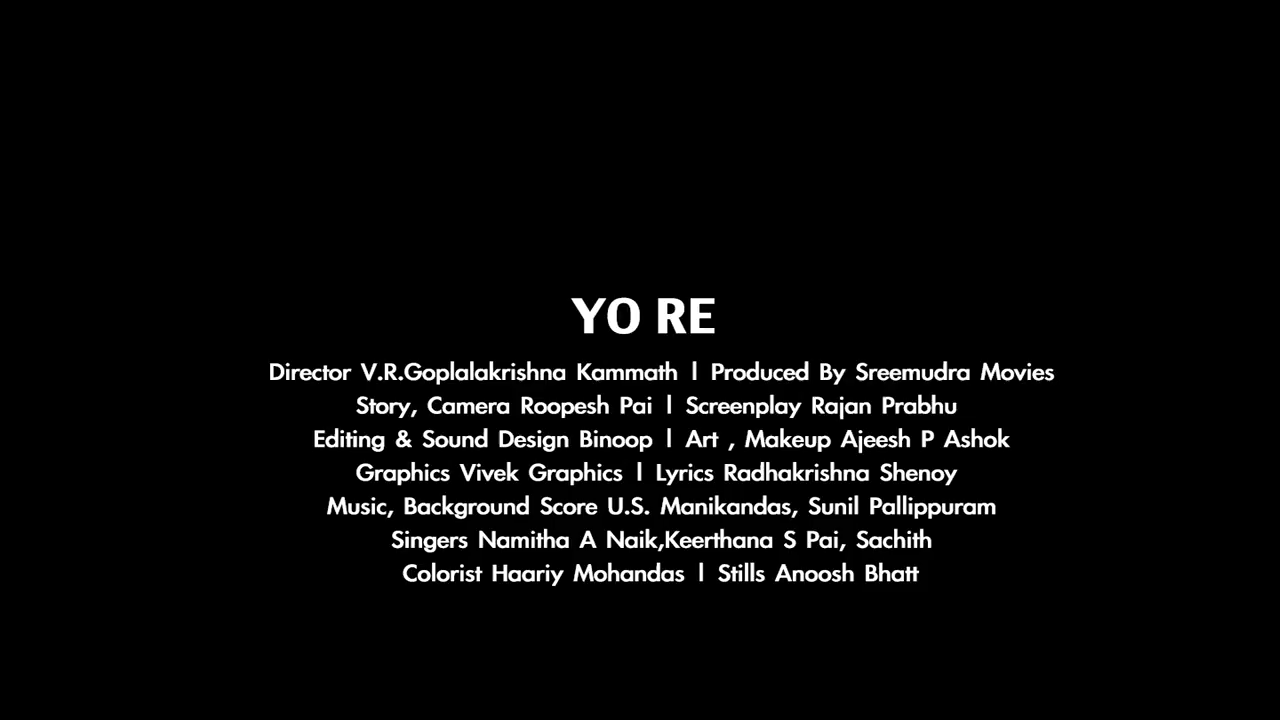 YO RE
Director V.R.Goplalakrishna Kammath | Produced By Sreemudra Movies
Story, Camera Roopesh Pai | Screenplay Rajan Prabhu
Editing & Sound Design Binoop | Art , Makeup Ajeesh P Ashok
Graphics Vivek Graphics | Lyrics Radhakrishna Shenoy
Music, Background Score U.S. Manikandas, Sunil Pallippuram
Singers Namitha A Naik,Keerthana S Pai, Sachith
Colorist Haariy Mohandas | Stills Anoosh Bhatt